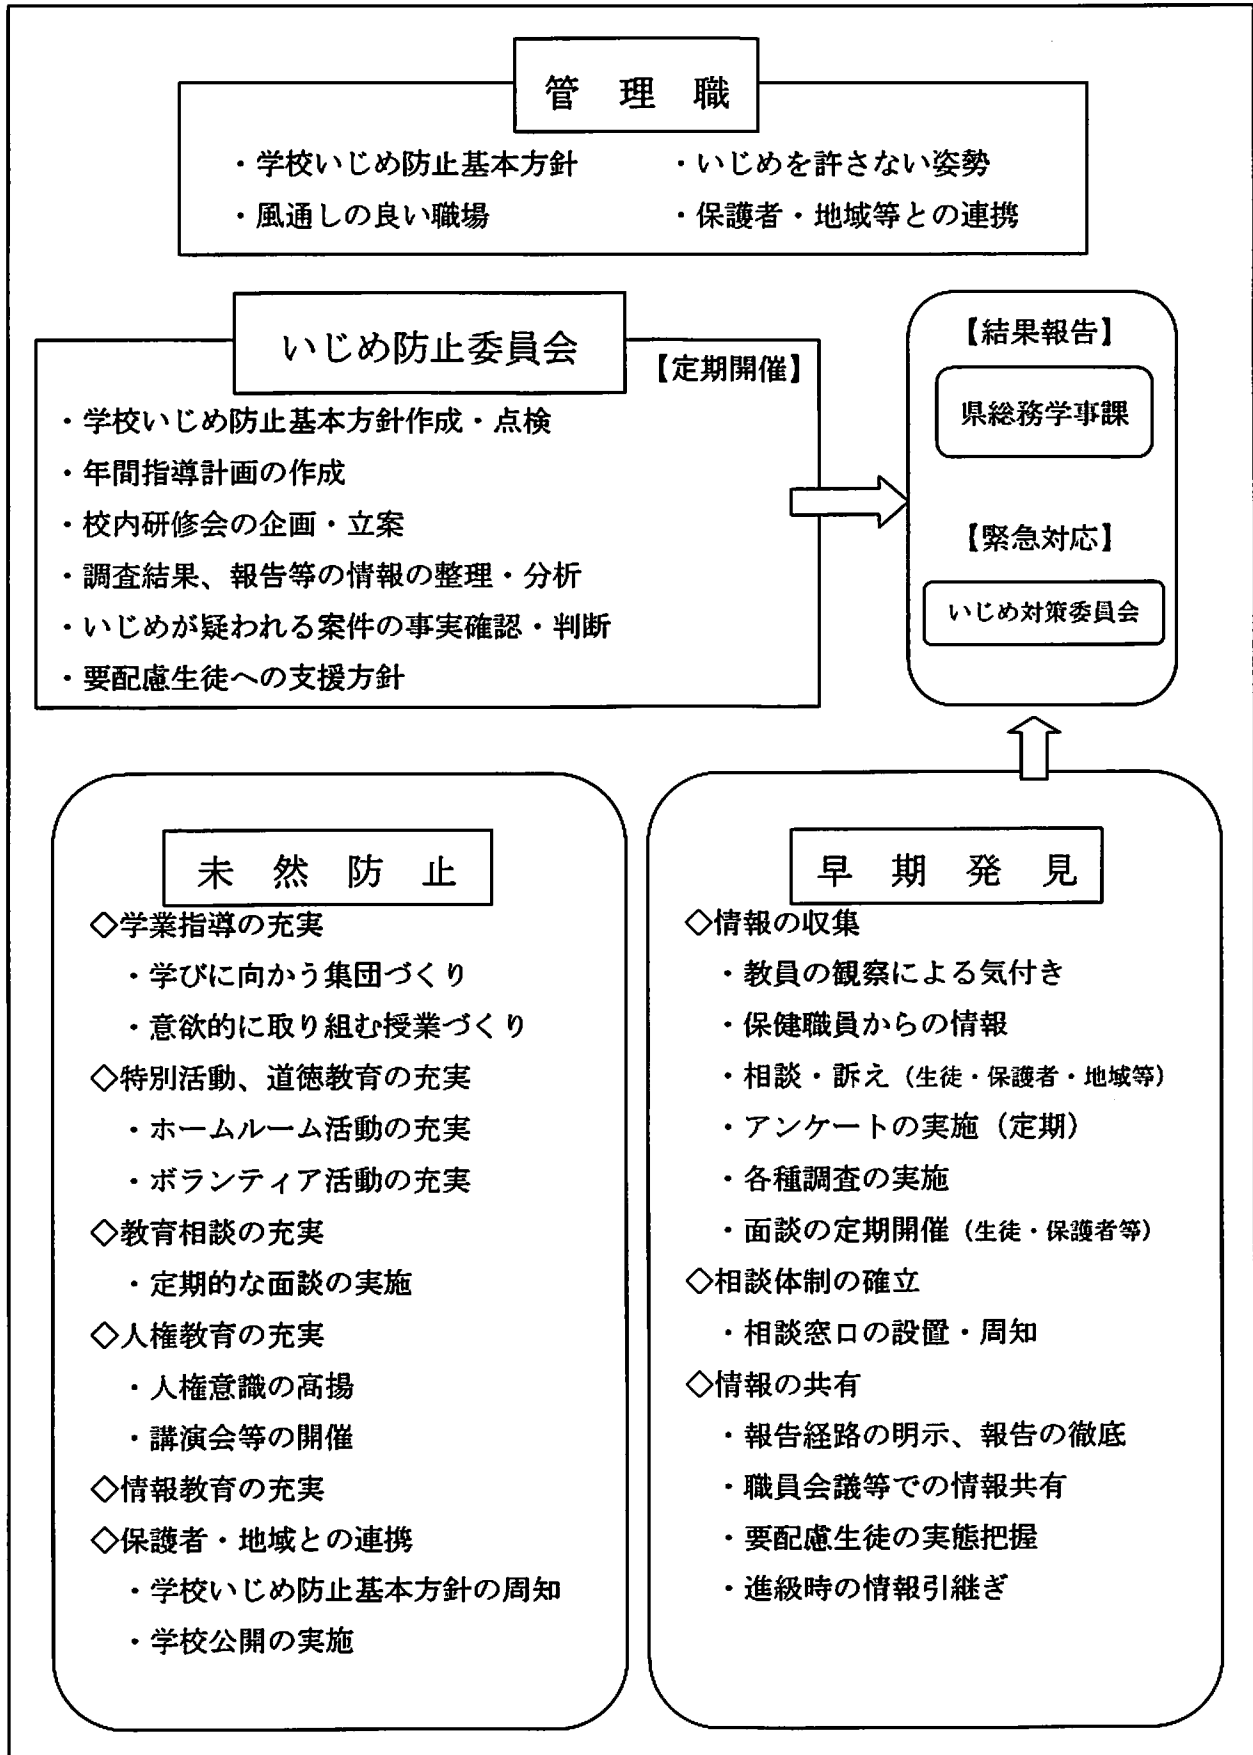 管理職
・学校いじめ防止基本方針
・いじめを許さない姿勢
・風通しの良い職場
・保護者・地域等との連携
いじめ防止委員会
【定期開催】
・学校いじめ防止基本方針作成・点検
・年間指導計画の作成
・校内研修会の企画・立案
・調査結果、報告等の情報の整理・分析
・いじめが疑われる案件の事実確認・判断
・要配慮生徒への支援方針
【結果報告】
県総務学事課
【緊急対応】
いじめ対策委員会
未然防止
◇学業指導の充実
・学びに向かう集団づくり
・意欲的に取り組む授業づくり
◇特別活動、道徳教育の充実
・ホームルーム活動の充実
・ボランティア活動の充実
◇教育相談の充実
・定期的な面談の実施
◇人権教育の充実
・人権意識の高揚
・講演会等の開催
◇情報教育の充実
◇保護者・地域との連携
・学校いじめ防止基本方針の周知
・学校公開の実施
早期発見
◇情報の収集
・教員の観察による気付き
・保健職員からの情報
・相談・訴え（生徒・保護者・地域等）
・アンケートの実施（定期）
・各種調査の実施
・面談の定期開催（生徒・保護者等）
◇相談体制の確立
・相談窓口の設置・周知
◇情報の共有
・報告経路の明示、報告の徹底
・職員会議等での情報共有
・要配慮生徒の実態把握
・進級時の情報引継ぎ